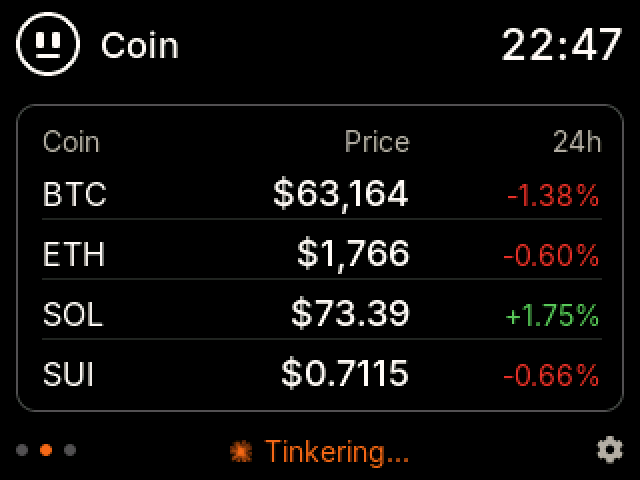 Coin 22:47
Coin Price 24h
BTC $63,164 -1.38%
ETH $1,766 -0.60%
SOL $73.39 +1.75%
SUI $0.7115 -0.66%
Tinkering...